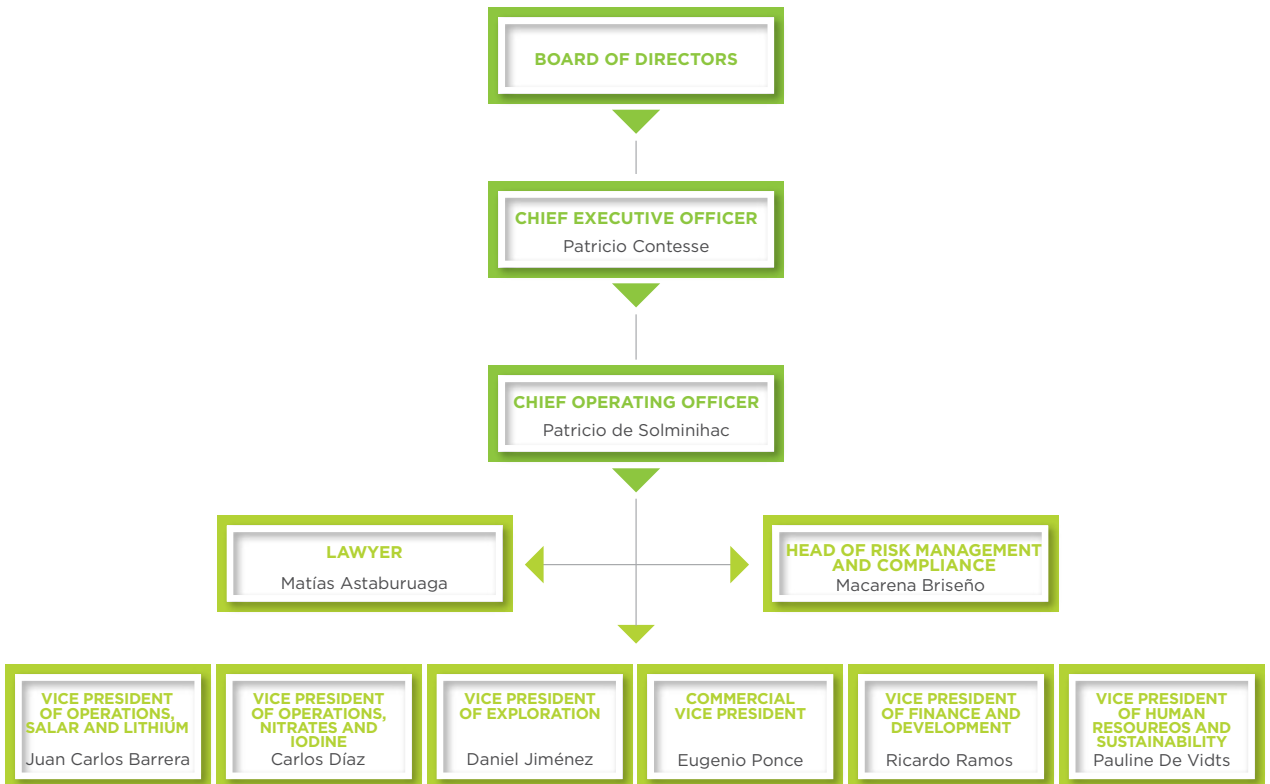 BOARD OF DIRECTORS
CHIEF EXECUTIVE OFFICER
Patricio Contesse
CHIEF OPERATING OFFICER
Patricio de Solminihac
LAWYER
Matías Astaburuaga
HEAD OF RISK MANAGEMENT
AND COMPLIANCE
Macarena Briseño
VICE PRESIDENT
OF OPERATIONS,
SALAR AND LITHIUM
Juan Carlos Barrera
VICE PRESIDENT
OF OPERATIONS,
NITRATES AND
IODINE
Carlos Díaz
VICE PRESIDENT
OF EXPLORATION
Daniel Jiménez
COMMERCIAL
VICE PRESIDENT
Eugenio Ponce
VICE PRESIDENT
OF FINANCE AND
DEVELOPMENT
Ricardo Ramos
VICE PRESIDENT
OF HUMAN
RESOUREOS AND
SUSTAINABILITY
Pauline De Vidts